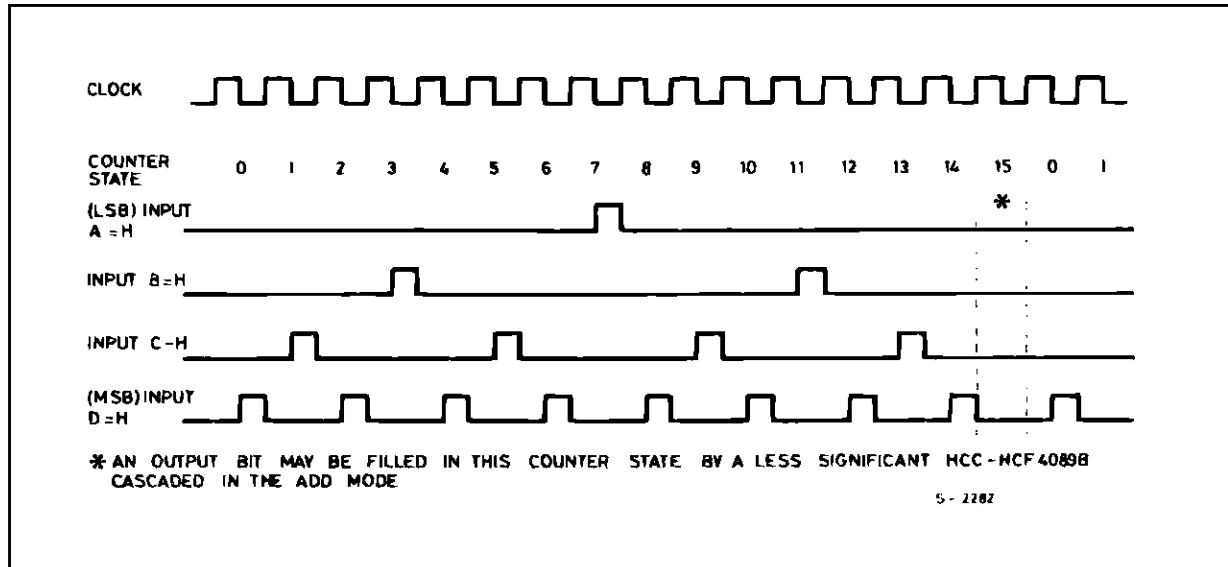 CLOCK
COUNTER
STATE
0 1 2 3 4 5 6 7 8 9 10 11 12 13 14 15 0 1
*
(LSB) INPUT
A = H
INPUT B = H
INPUT C - H
(MSB) INPUT
D = H
* AN OUTPUT BIT MAY BE FILLED IN THIS COUNTER STATE BY A LESS SIGNIFICANT HCC - HCF 4089B
CASCADED IN THE ADD MODE
S - 2282